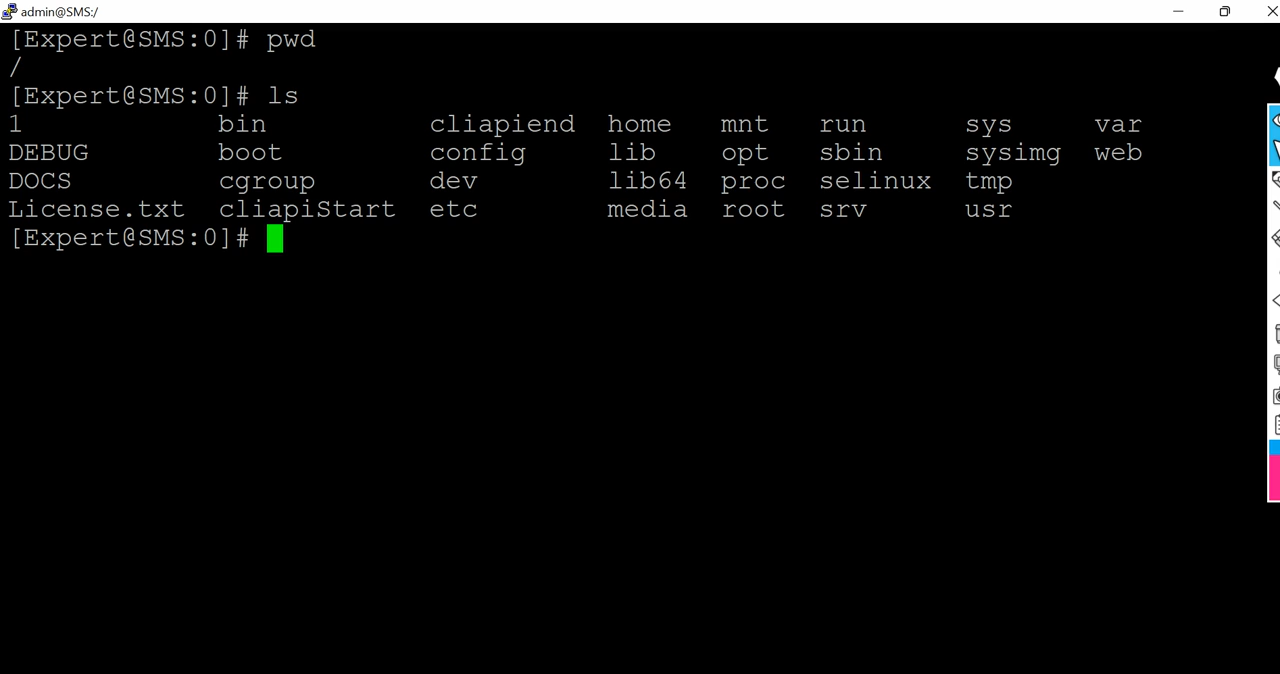 admin@SMS:/
[Expert@SMS:0]# pwd
/
[Expert@SMS:0]# ls
1 bin cliapiend home mnt run sys var
DEBUG boot config lib opt sbin sysimg web
DOCS cgroup dev lib64 proc selinux tmp
License.txt cliapiStart etc media root srv usr
[Expert@SMS:0]#